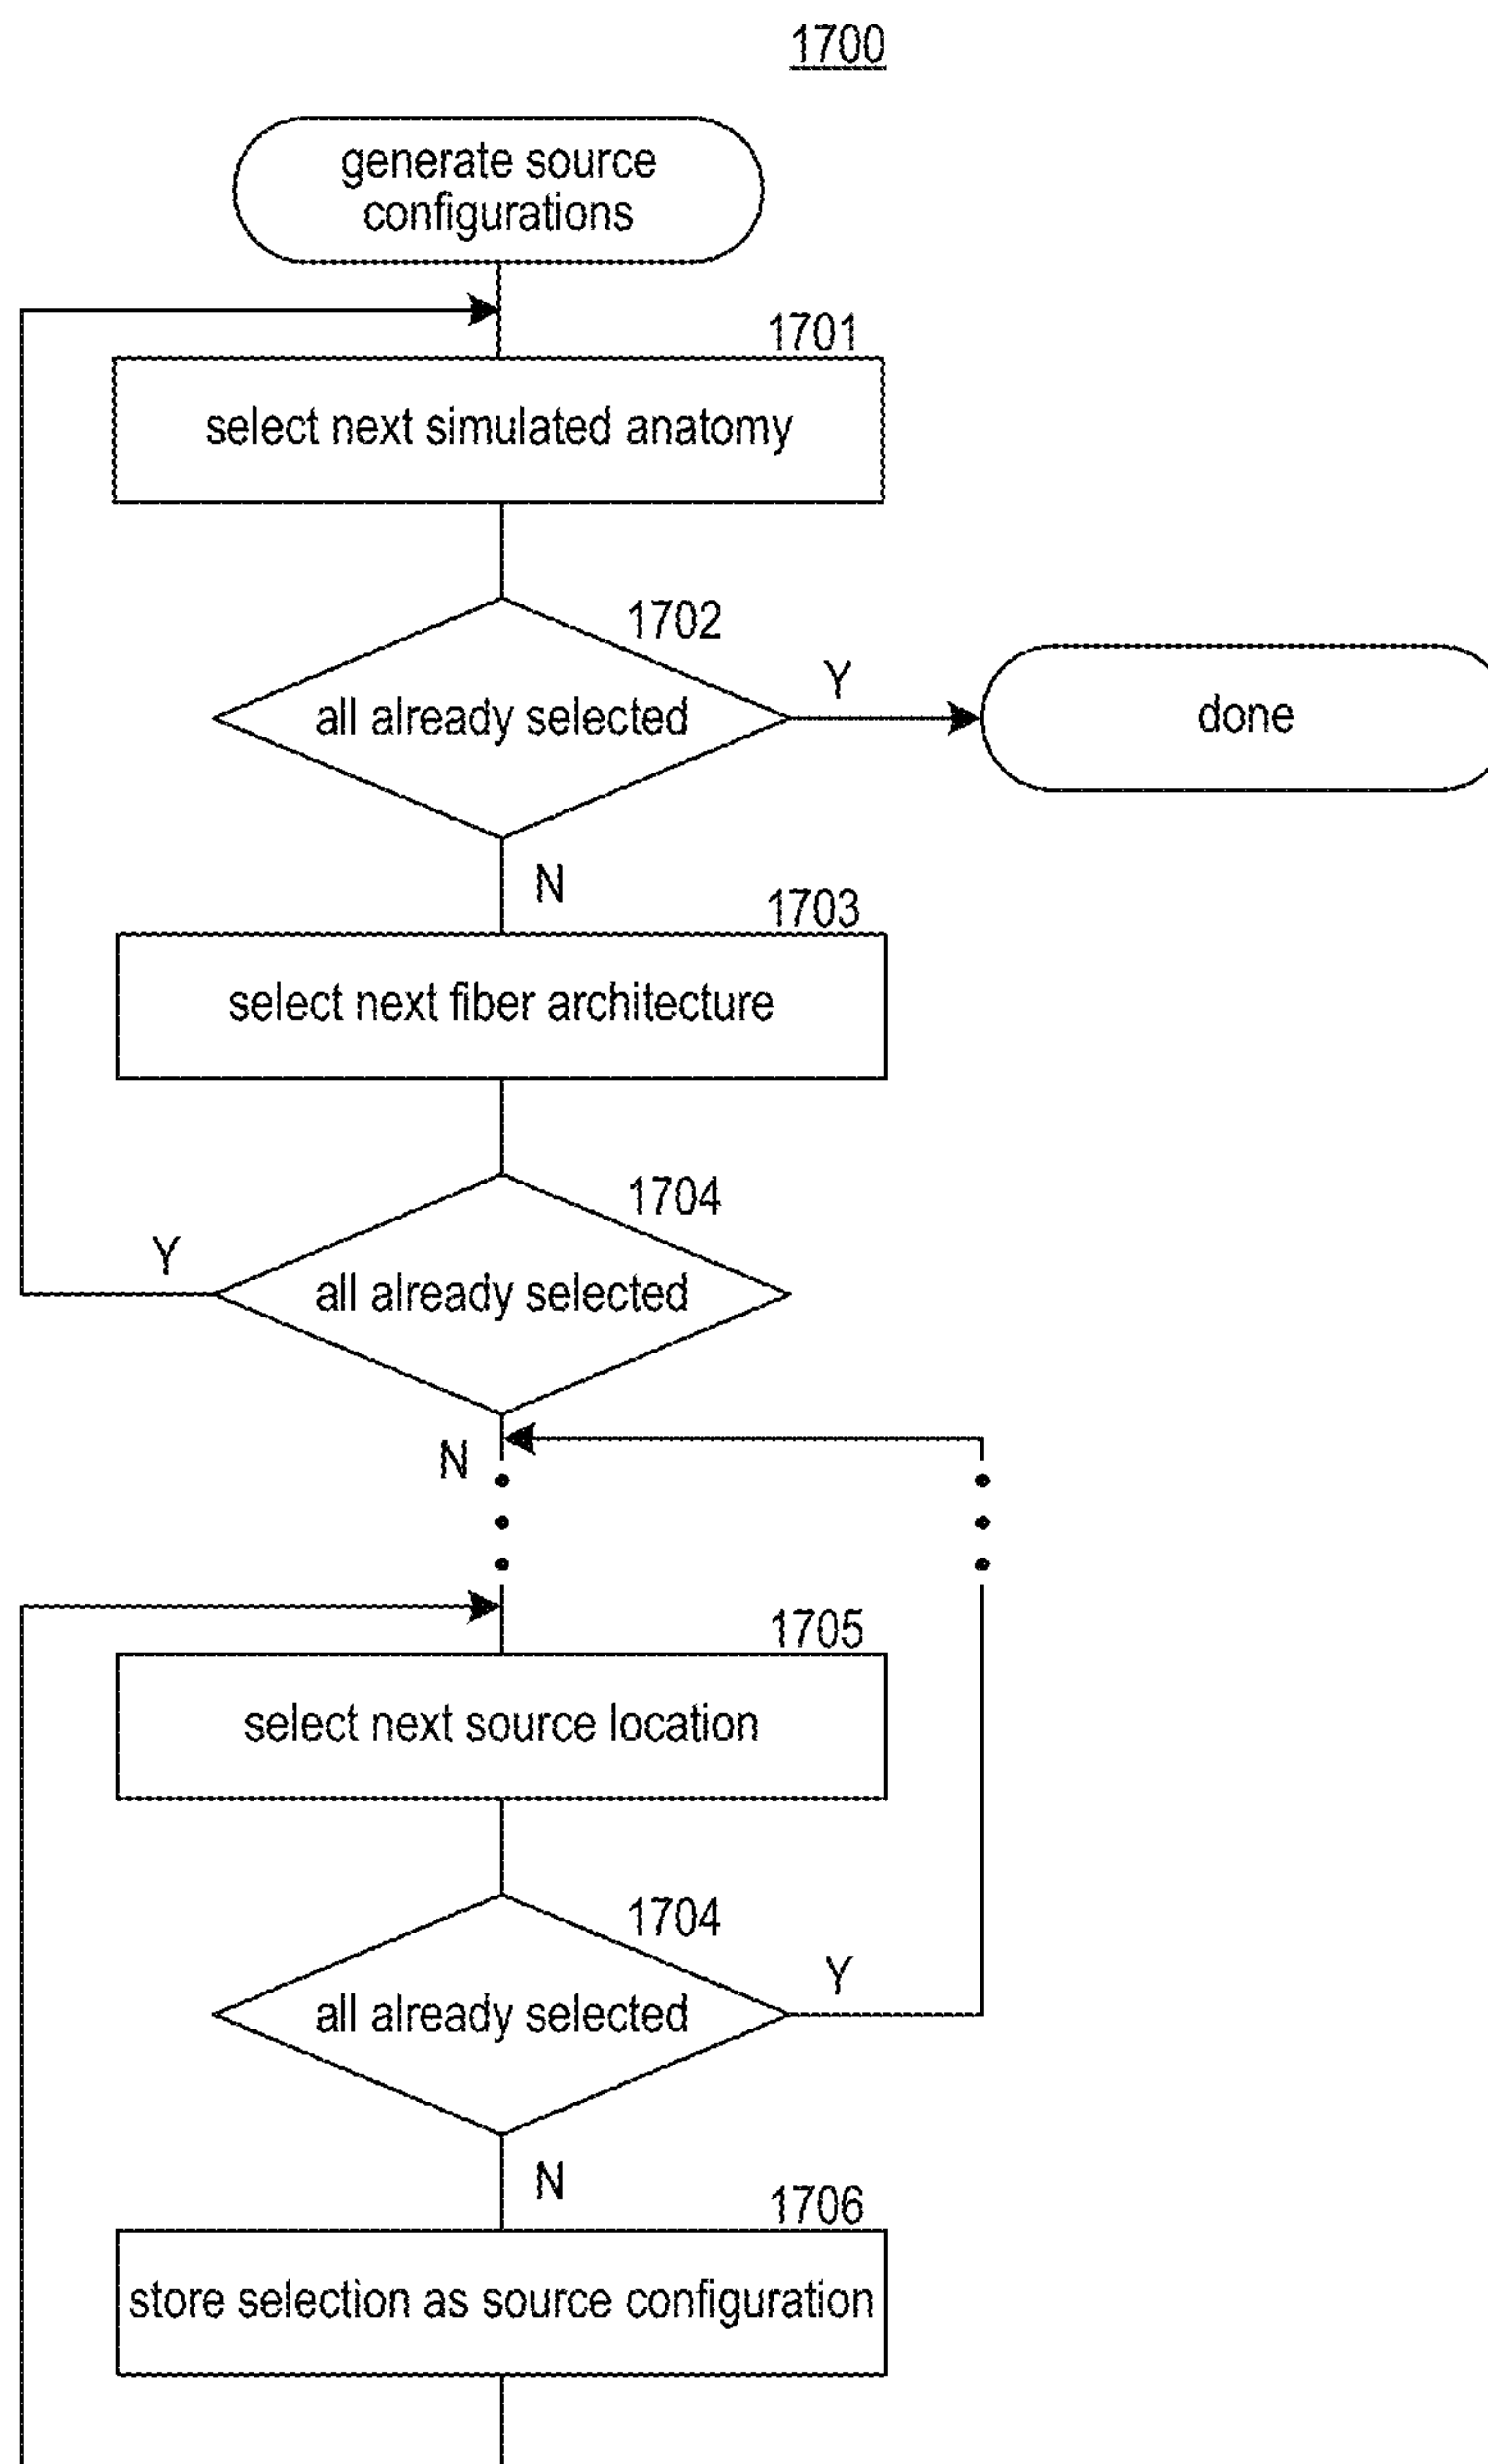 1700
generate source
configurations
1701
select next simulated anatomy
1702
all already selected
Y
done
N
1703
select next fiber architecture
1704
Y
all already selected
N
1705
select next source location
1704
all already selected
Y
N
1706
store selection as source configuration